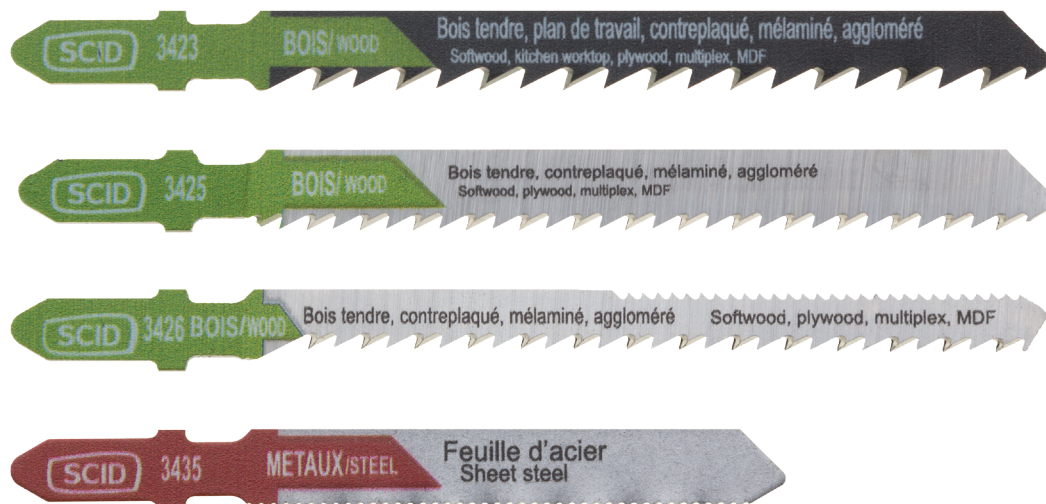 SCID 3423 BOIS/WOOD Bois tendre, plan de travail, contreplaqué, mélaminé, aggloméré
Softwood, kitchen worktop, plywood, multiplex, MDF
SCID 3425 BOIS/WOOD Bois tendre, contreplaqué, mélaminé, aggloméré
Softwood, plywood, multiplex, MDF
SCID 3426 BOIS/WOOD Bois tendre, contreplaqué, mélaminé, aggloméré Softwood, plywood, multiplex, MDF
SCID 3435 METAUX/STEEL Feuille d'acier
Sheet steel